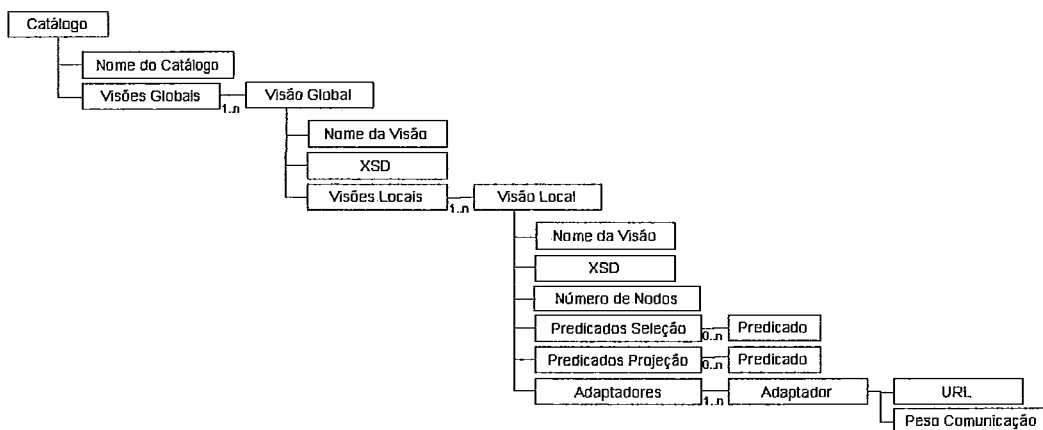 Catálogo
Nome do Catálogo
Visões Globais
1..n
Visão Global
Nome da Visão
XSD
Visões Locais
1..n
Visão Local
Nome da Visão
XSD
Número de Nodos
Predicados Seleção
0..n
Predicado
Predicados Projeção
0..n
Predicado
Adaptadores
1..n
Adaptador
URL
Peso Comunicação